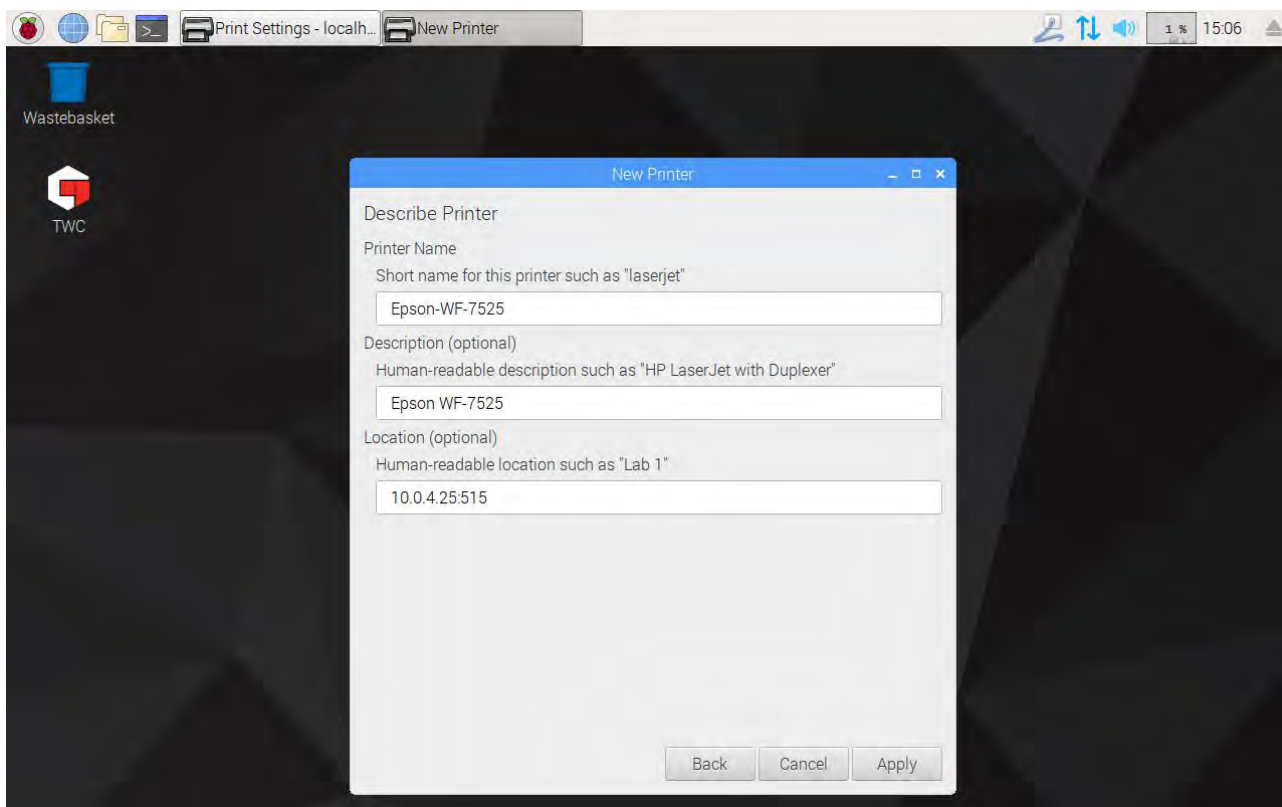 Print Settings - localh...
New Printer
1 %
15:06
Wastebasket
TWC
New Printer
Describe Printer
Printer Name
Short name for this printer such as "laserjet"
Epson-WF-7525
Description (optional)
Human-readable description such as "HP LaserJet with Duplexer"
Epson WF-7525
Location (optional)
Human-readable location such as "Lab 1"
10.0.4.25:515
Back Cancel Apply